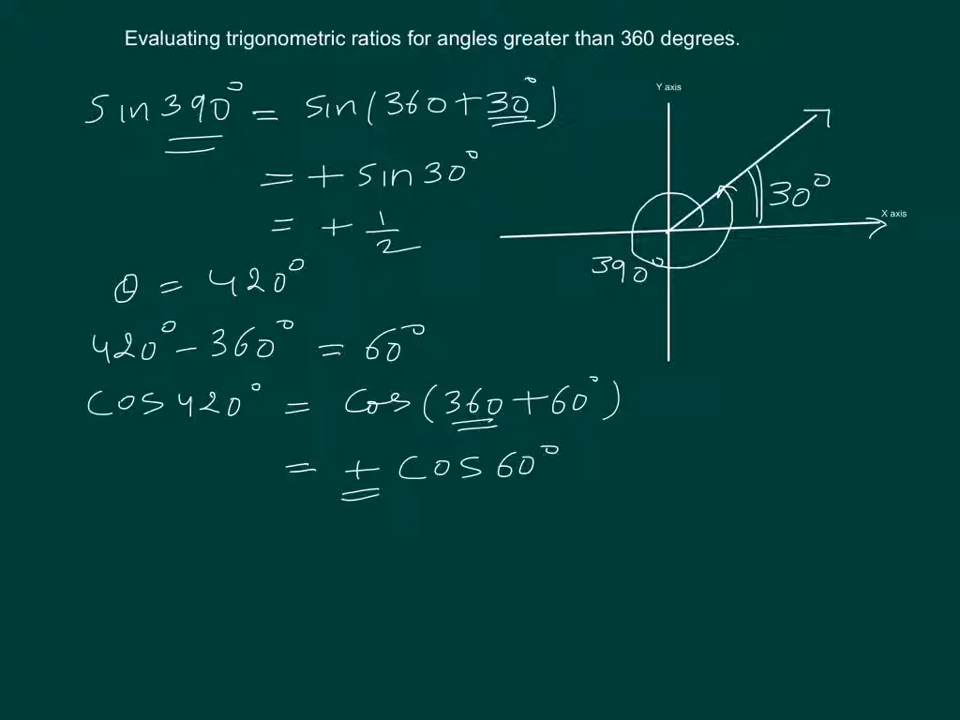 Evaluating trigonometric ratios for angles greater than 360 degrees.
sin 390° = sin(360+30°)
= + sin 30°
= + 1/2
θ = 420°
420° - 360° = 60°
cos 420° = cos(360+60°)
= + cos 60°
Y axis
30°
X axis
390°